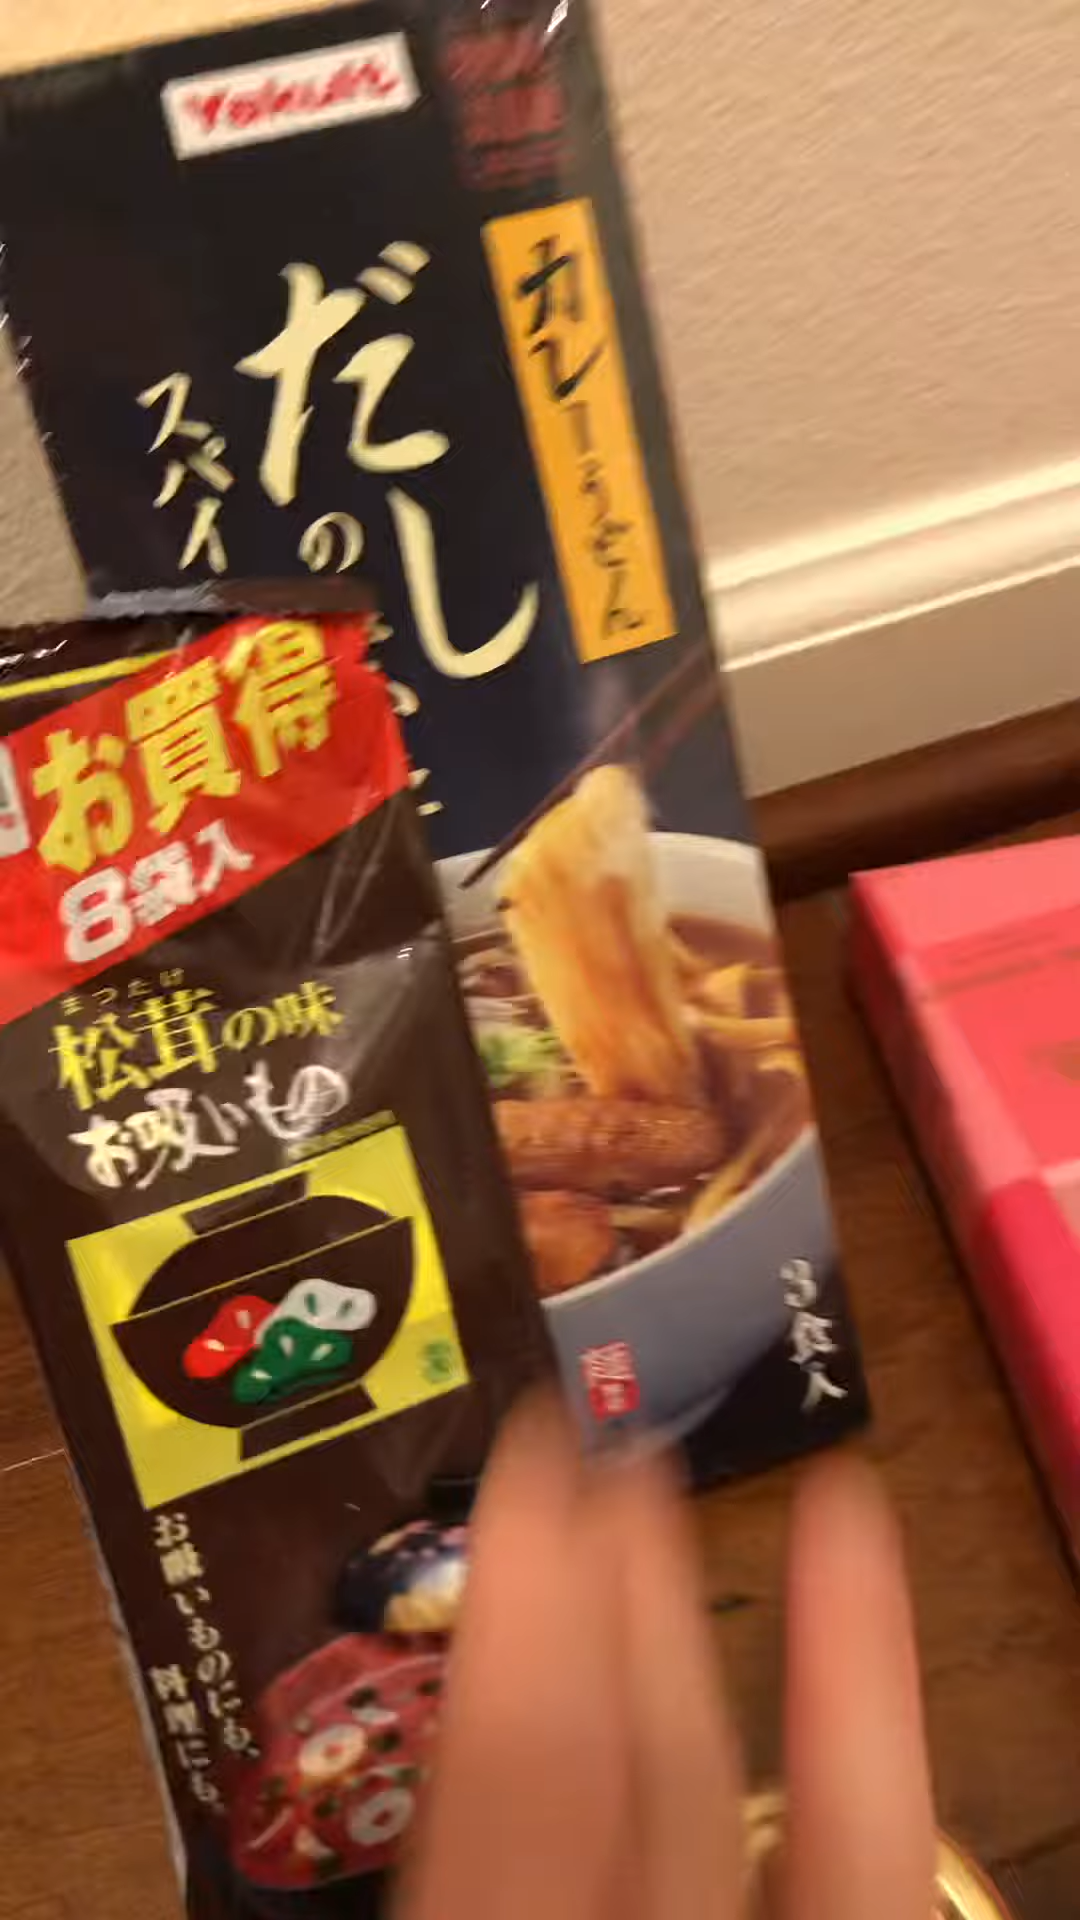 Yakult
カレーうどん
だしの
スパイ
3食入
お買得
8袋入
まつたけ
松茸の味
お吸いもの
お吸いものにも、
料理にも。